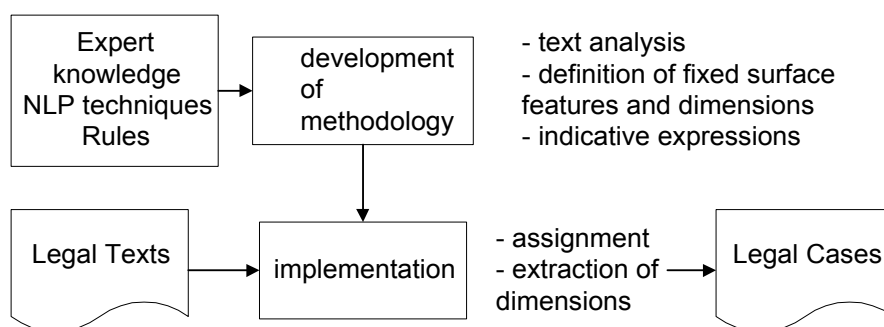 Expert
knowledge
NLP techniques
Rules
development
of
methodology
- text analysis
- definition of fixed surface
features and dimensions
- indicative expressions
Legal Texts
implementation
- assignment
- extraction of
dimensions
Legal Cases